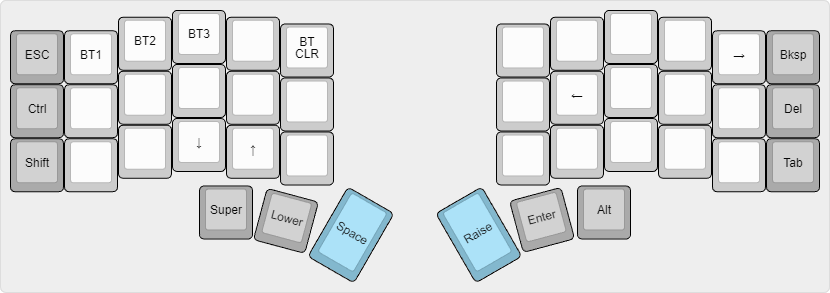 ESC
BT1
BT2
BT3
BT
CLR
→
Bksp
Ctrl
←
Del
Shift
↓
↑
Tab
Super
Lower
Space
Raise
Enter
Alt